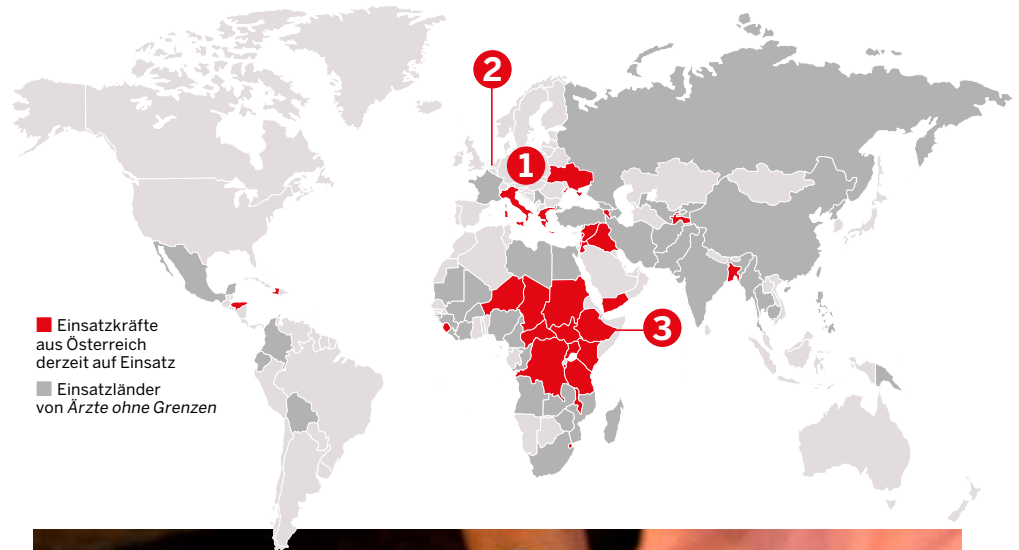 2
1
3
Einsatzkräfte
aus Österreich
derzeit auf Einsatz
Einsatzländer
von Ärzte ohne Grenzen